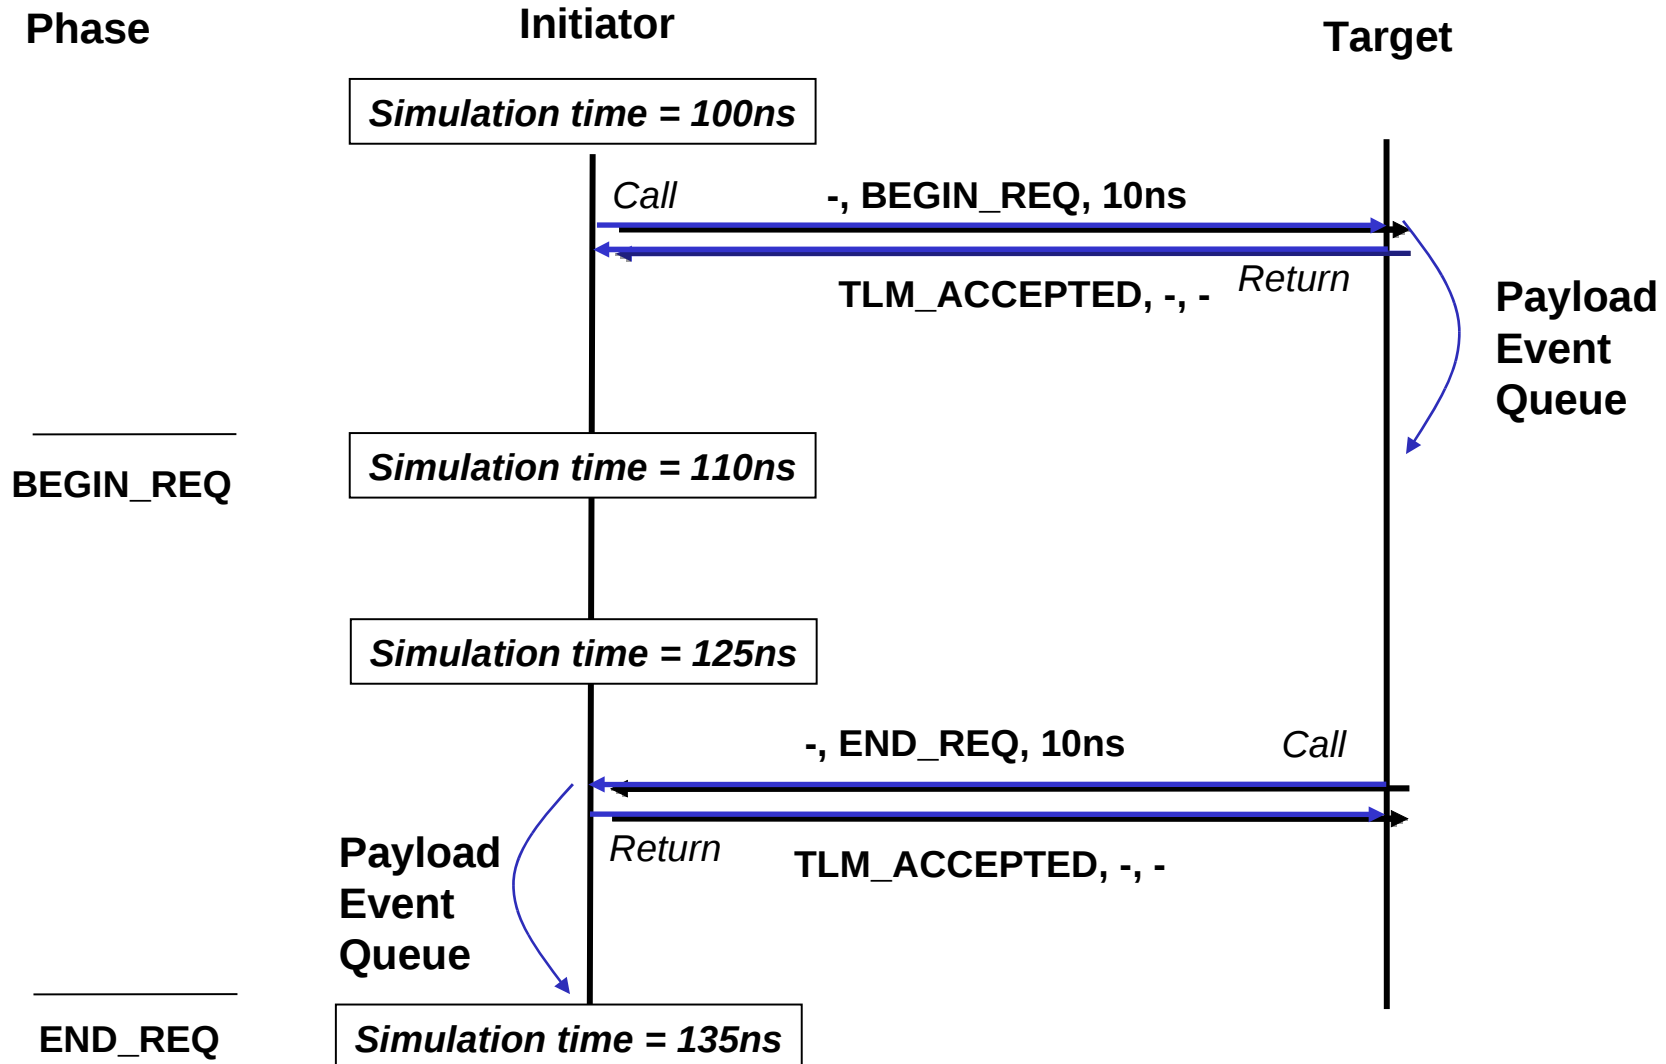 Phase
Initiator
Target
Simulation time = 100ns
Call
-, BEGIN_REQ, 10ns
TLM_ACCEPTED, -, -
Return
Payload
Event
Queue
BEGIN_REQ
Simulation time = 110ns
Simulation time = 125ns
-, END_REQ, 10ns
Call
Return
TLM_ACCEPTED, -, -
Payload
Event
Queue
END_REQ
Simulation time = 135ns